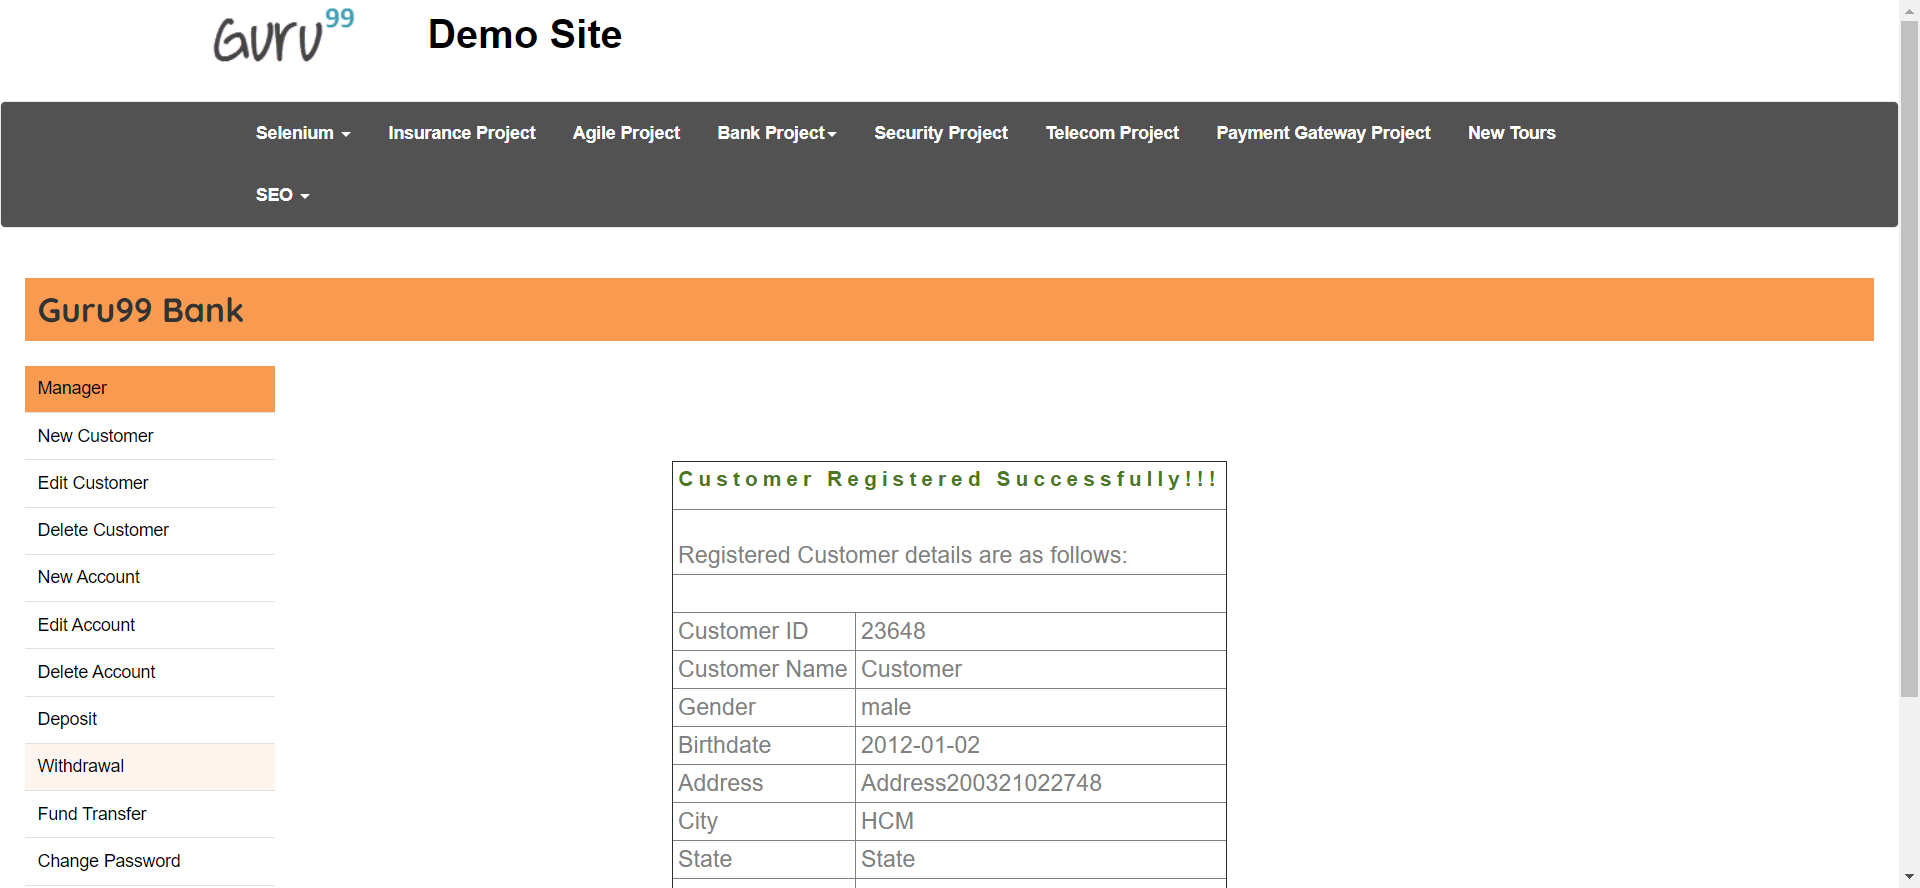 Guru99
Demo Site
Selenium
Insurance Project
Agile Project
Bank Project
Security Project
Telecom Project
Payment Gateway Project
New Tours
SEO
Guru99 Bank
Manager
New Customer
Edit Customer
Delete Customer
New Account
Edit Account
Delete Account
Deposit
Withdrawal
Fund Transfer
Change Password
Customer Registered Successfully!!!
Registered Customer details are as follows:
Customer ID 23648
Customer Name Customer
Gender male
Birthdate 2012-01-02
Address Address200321022748
City HCM
State State